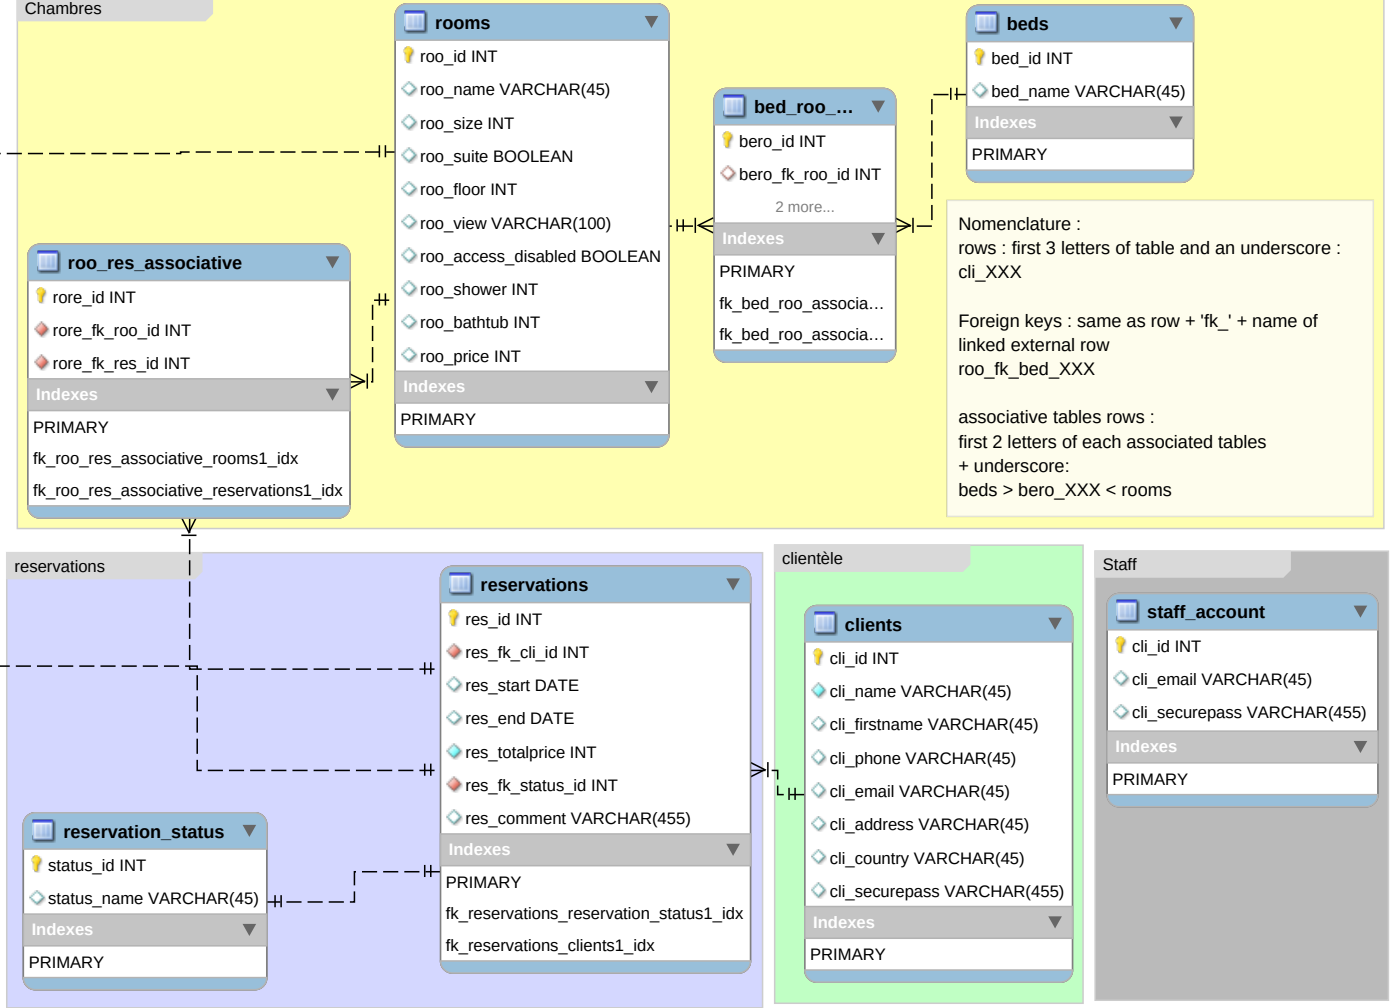 Chambres
rooms
roo_id INT
roo_name VARCHAR(45)
roo_size INT
roo_suite BOOLEAN
roo_floor INT
roo_view VARCHAR(100)
roo_access_disabled BOOLEAN
roo_shower INT
roo_bathtub INT
roo_price INT
Indexes
PRIMARY
bed_roo_...
bero_id INT
bero_fk_roo_id INT
2 more...
Indexes
PRIMARY
fk_bed_roo_associa...
fk_bed_roo_associa...
beds
bed_id INT
bed_name VARCHAR(45)
Indexes
PRIMARY
Nomenclature :
rows : first 3 letters of table and an underscore :
cli_XXX
Foreign keys : same as row + 'fk_' + name of
linked external row
roo_fk_bed_XXX
associative tables rows :
first 2 letters of each associated tables
+ underscore:
beds > bero_XXX < rooms
roo_res_associative
rore_id INT
rore_fk_roo_id INT
rore_fk_res_id INT
Indexes
PRIMARY
fk_roo_res_associative_rooms1_idx
fk_roo_res_associative_reservations1_idx
reservations
reservations
res_id INT
res_fk_cli_id INT
res_start DATE
res_end DATE
res_totalprice INT
res_fk_status_id INT
res_comment VARCHAR(455)
Indexes
PRIMARY
fk_reservations_reservation_status1_idx
fk_reservations_clients1_idx
reservation_status
status_id INT
status_name VARCHAR(45)
Indexes
PRIMARY
clientèle
clients
cli_id INT
cli_name VARCHAR(45)
cli_firstname VARCHAR(45)
cli_phone VARCHAR(45)
cli_email VARCHAR(45)
cli_address VARCHAR(45)
cli_country VARCHAR(45)
cli_securepass VARCHAR(455)
Indexes
PRIMARY
Staff
staff_account
cli_id INT
cli_email VARCHAR(45)
cli_securepass VARCHAR(455)
Indexes
PRIMARY